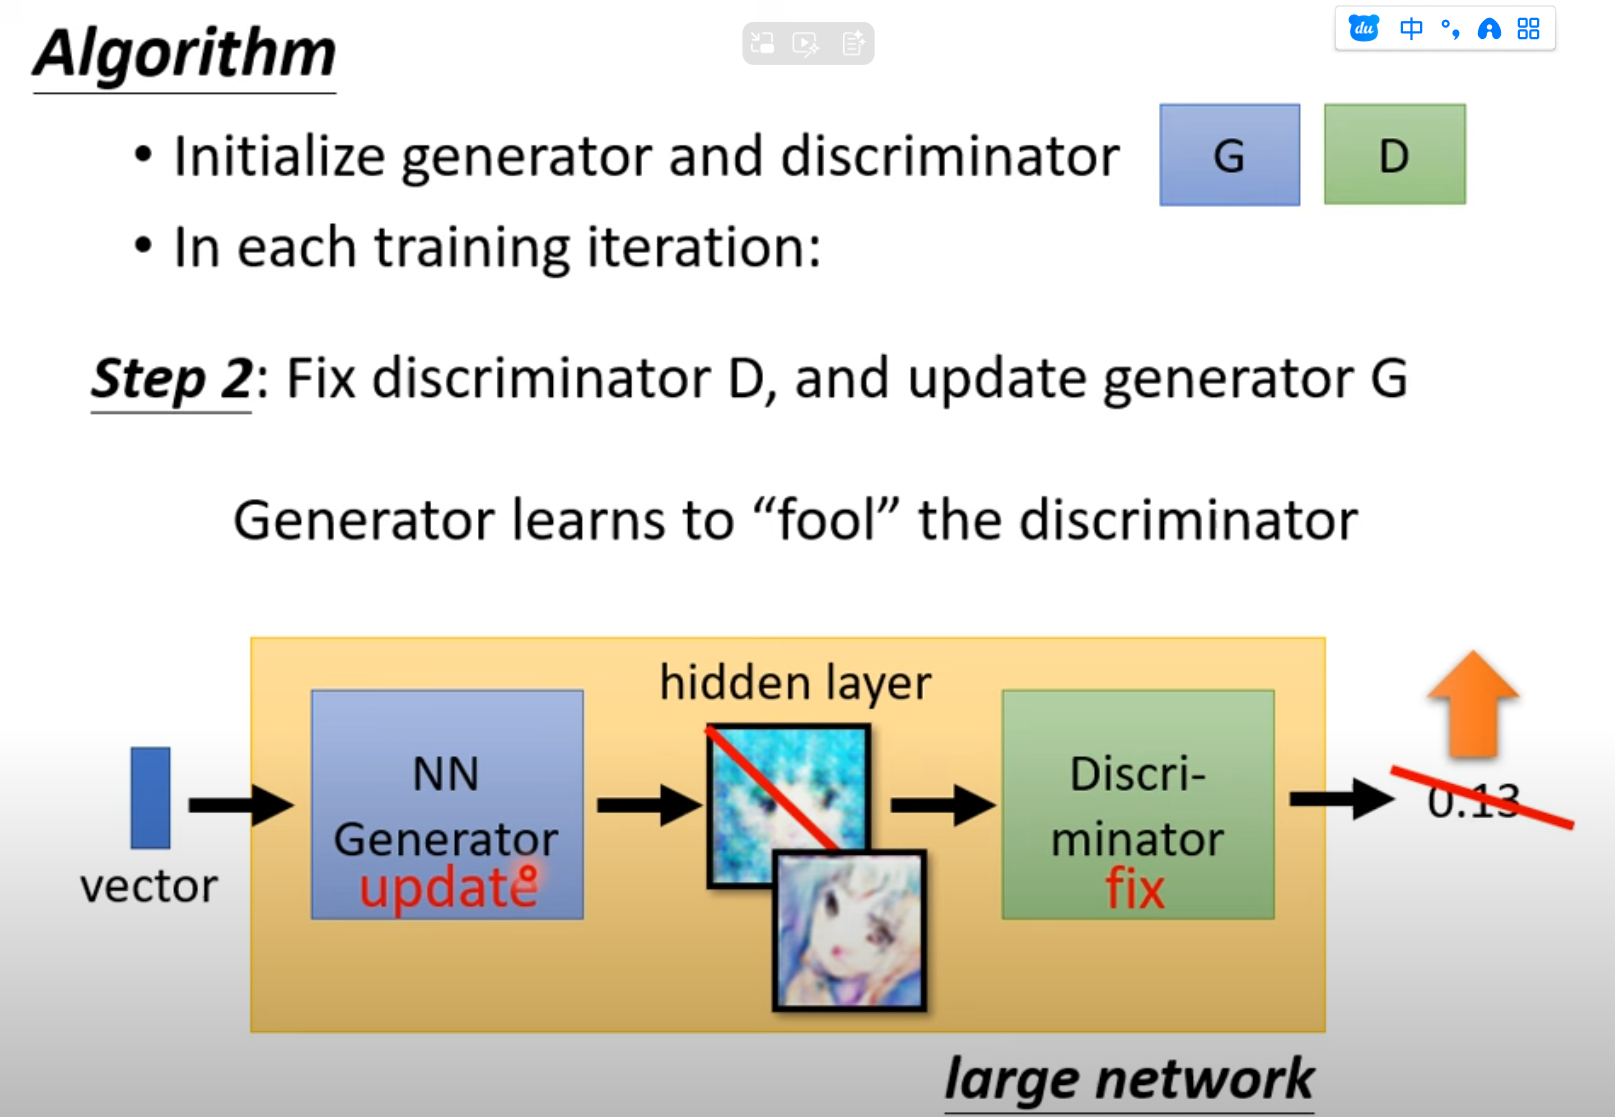 du 中
Algorithm
• Initialize generator and discriminator G D
• In each training iteration:
Step 2: Fix discriminator D, and update generator G
Generator learns to “fool” the discriminator
hidden layer
NN
Generator
update
Discri-
minator
fix
0.13
vector
large network